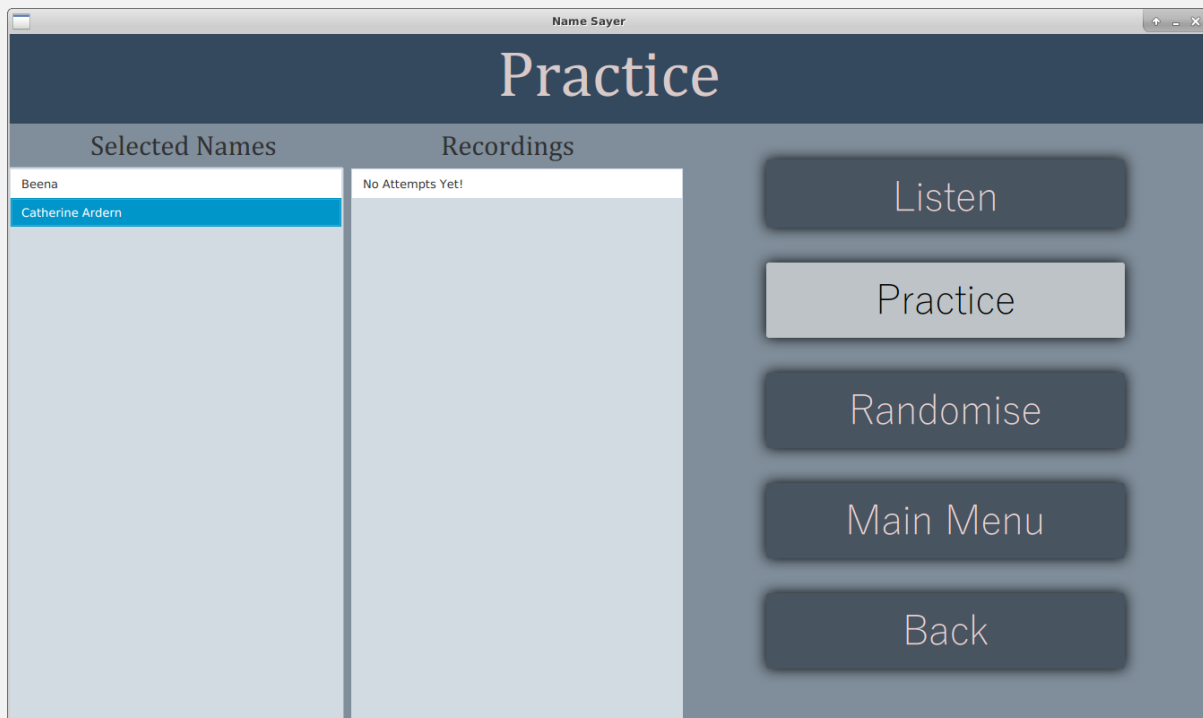 Name Sayer
Practice
Selected Names
Recordings
Beena
Catherine Ardern
No Attempts Yet!
Listen
Practice
Randomise
Main Menu
Back